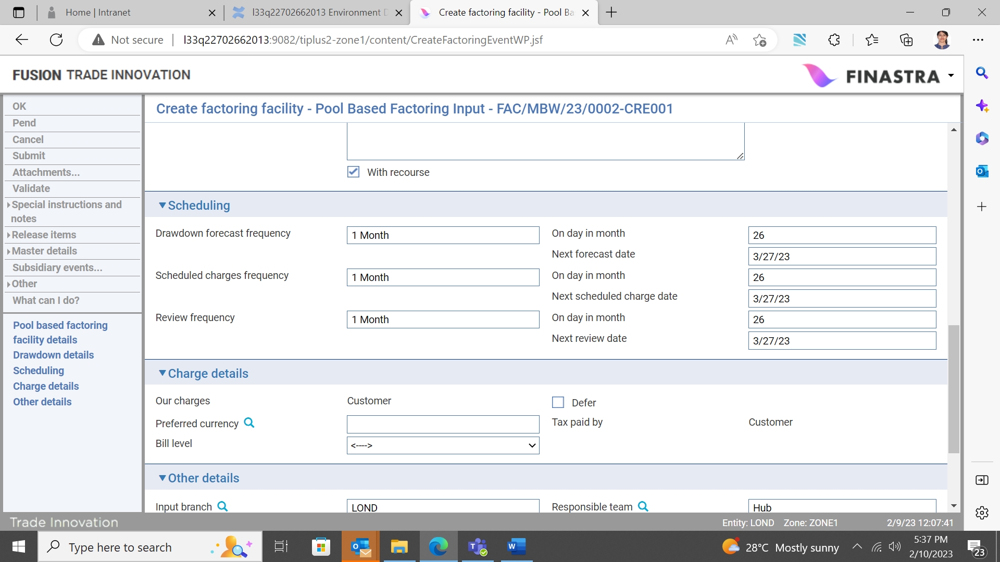 Home | Intranet
l33q22702662013 Environment D
Create factoring facility - Pool Ba
Not secure
l33q22702662013:9082/tiplus2-zone1/content/CreateFactoringEventWP.jsf
FUSION TRADE INNOVATION
FINASTRA
OK
Pend
Cancel
Submit
Attachments...
Validate
Special instructions and
notes
Release items
Master details
Subsidiary events...
Other
What can I do?
Pool based factoring
facility details
Drawdown details
Scheduling
Charge details
Other details
Create factoring facility - Pool Based Factoring Input - FAC/MBW/23/0002-CRE001
With recourse
Scheduling
Drawdown forecast frequency 1 Month On day in month 26
Next forecast date 3/27/23
Scheduled charges frequency 1 Month On day in month 26
Next scheduled charge date 3/27/23
Review frequency 1 Month On day in month 26
Next review date 3/27/23
Charge details
Our charges Customer Defer
Preferred currency Tax paid by Customer
Bill level <---->
Other details
Input branch LOND Responsible team Hub
Trade Innovation
Entity: LOND Zone: ZONE1 2/9/23 12:07:41
Type here to search
28°C Mostly sunny
5:37 PM
2/10/2023
23